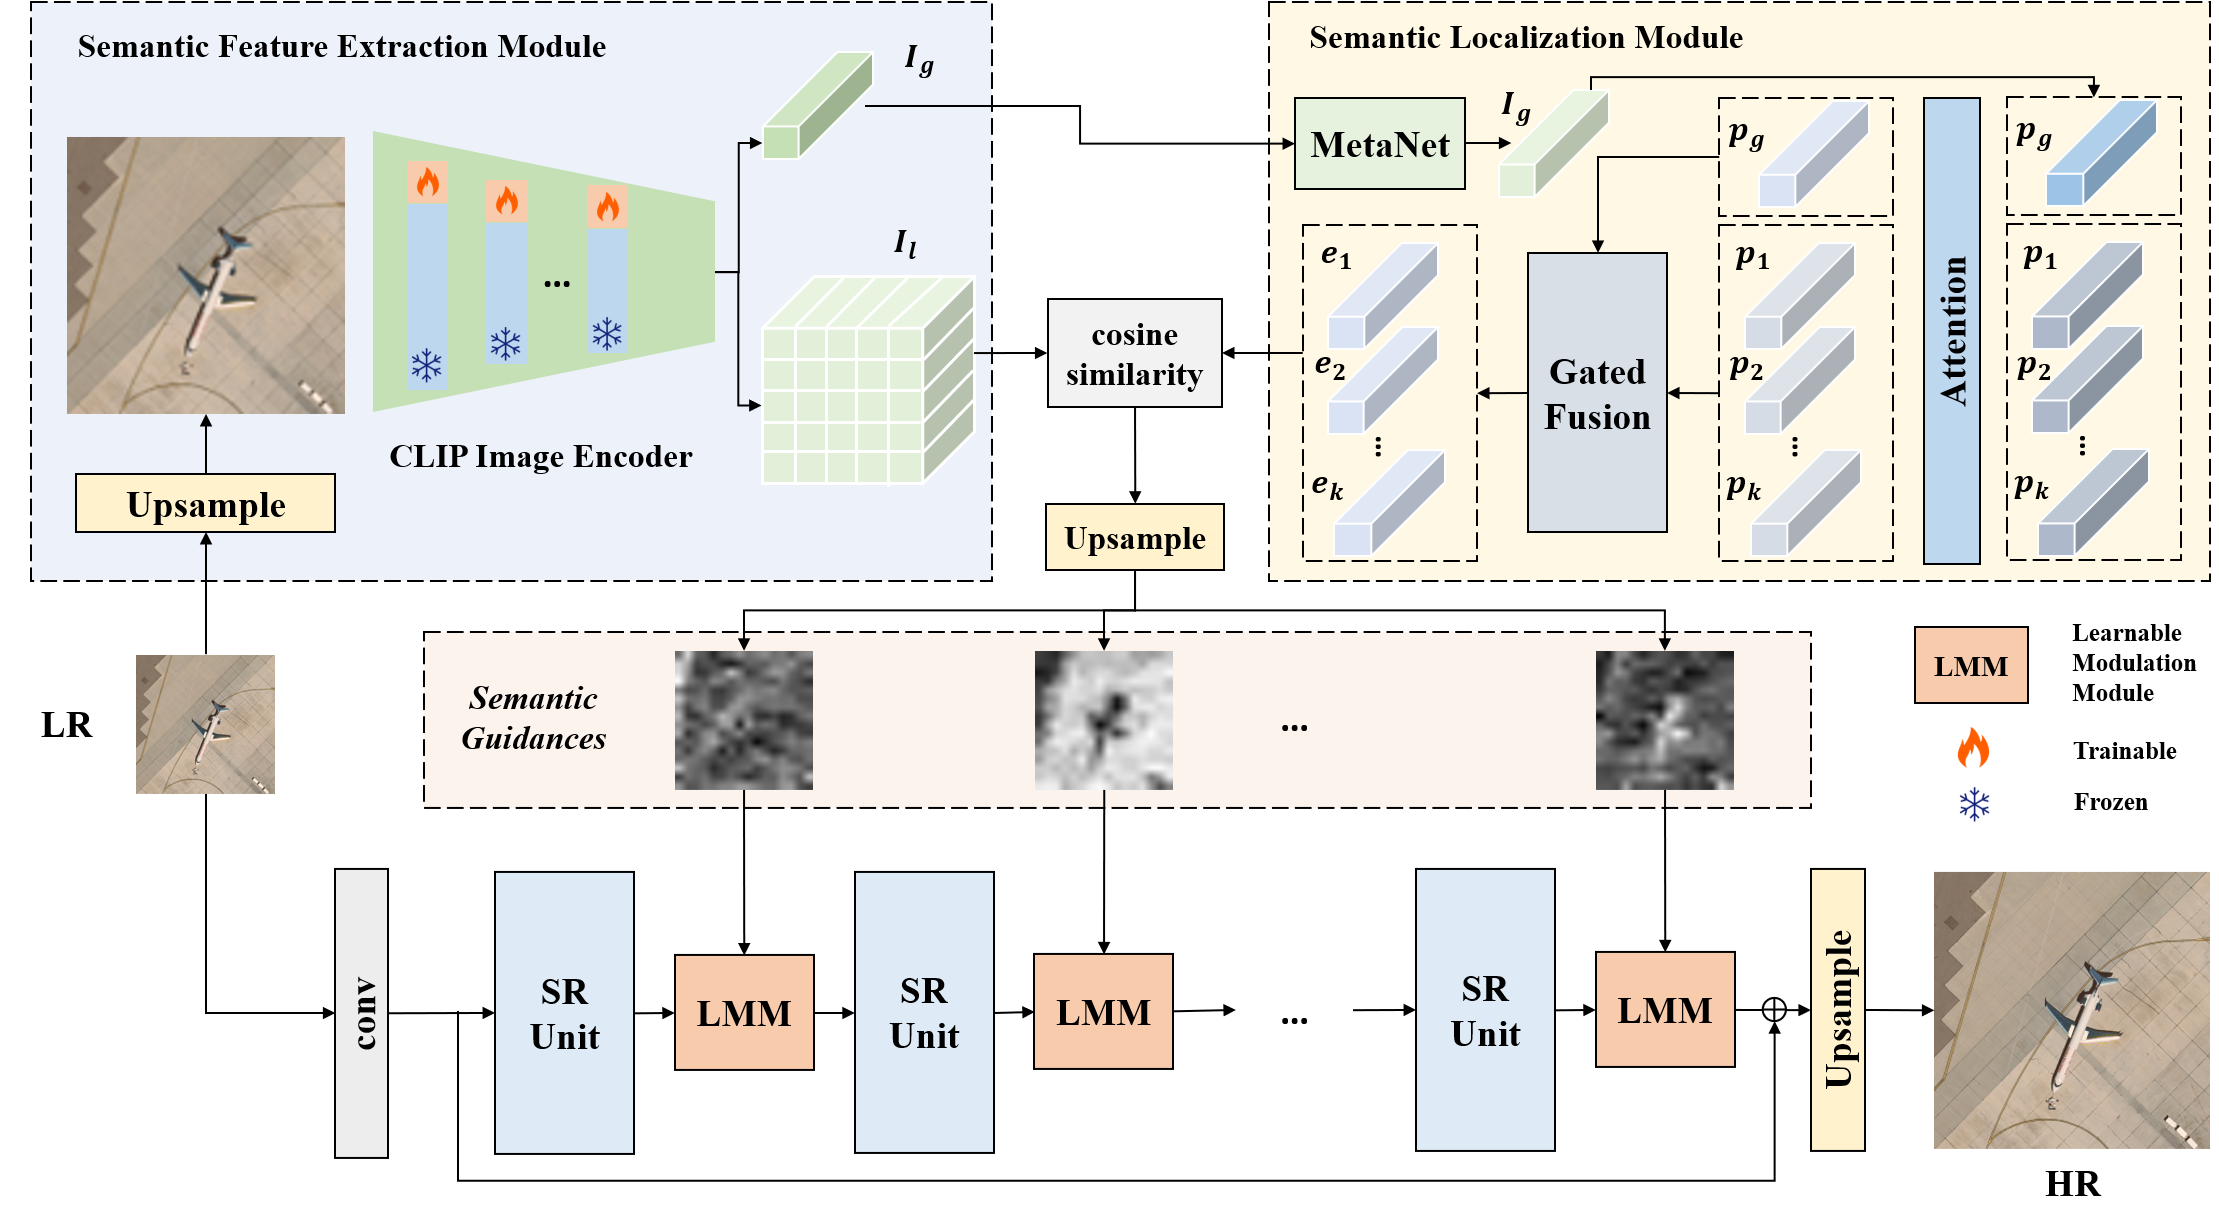 Semantic Feature Extraction Module
I_g
I_l
CLIP Image Encoder
...
Upsample
cosine
similarity
Upsample
Semantic Localization Module
MetaNet
I_g
p_g
p_g
e_1
e_2
...
e_k
Gated
Fusion
p_1
p_2
...
p_k
Attention
p_1
p_2
...
p_k
LR
Semantic
Guidances
...
LMM
Learnable
Modulation
Module
Trainable
Frozen
conv
SR
Unit
LMM
SR
Unit
LMM
...
SR
Unit
LMM
Upsample
HR